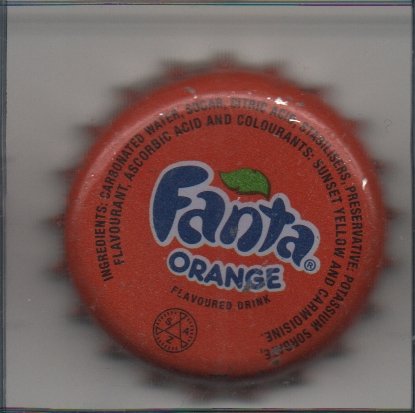 INGREDIENTS: CARBONATED WATER, SUGAR, CITRIC ACID, STABILISERS, PRESERVATIVE, POTASSIUM SORBATE,
FLAVOURANT, ASCORBIC ACID AND COLOURANTS: SUNSET YELLOW AND CARMOISINE.
Fanta®
ORANGE
FLAVOURED DRINK